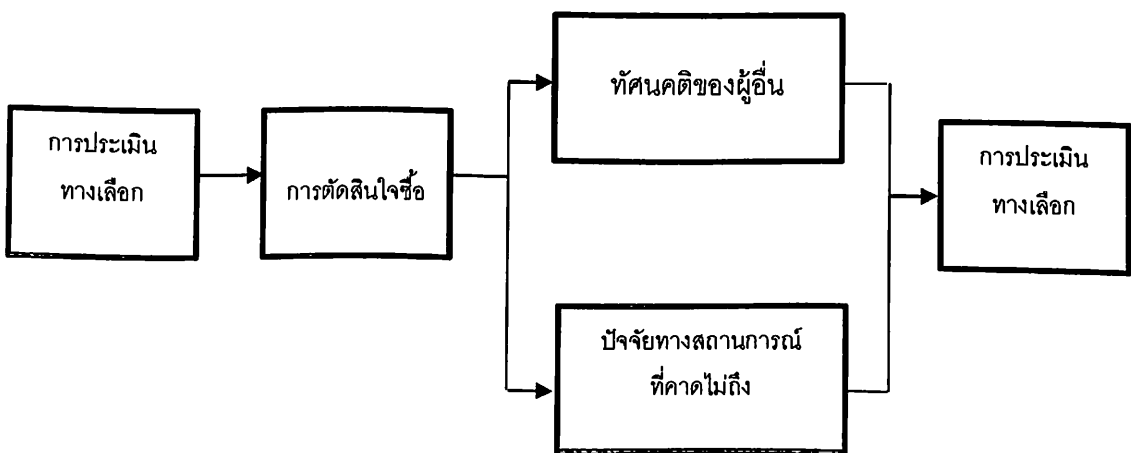 การประเมิน
ทางเลือก
การตัดสินใจซื้อ
ทัศนคติของผู้อื่น
ปัจจัยทางสถานการณ์
ที่คาดไม่ถึง
การประเมิน
ทางเลือก